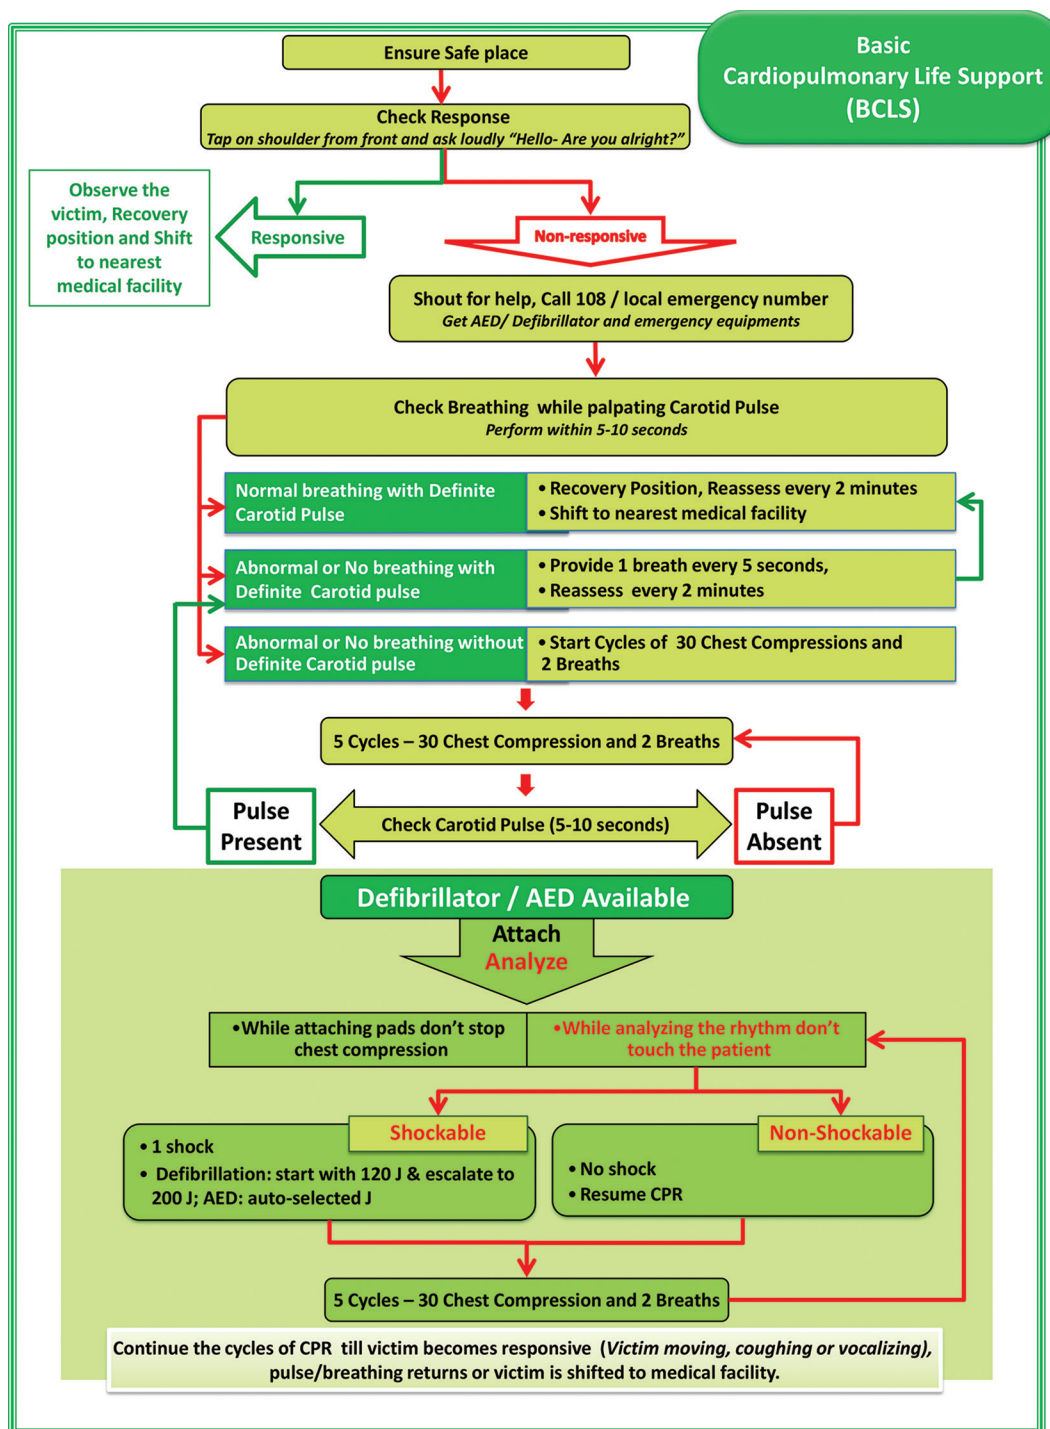 Basic
Cardiopulmonary Life Support
(BCLS)
Ensure Safe place
Check Response
Tap on shoulder from front and ask loudly “Hello- Are you alright?”
Observe the
victim, Recovery
position and Shift
to nearest
medical facility
Responsive
Non-responsive
Shout for help, Call 108 / local emergency number
Get AED/ Defibrillator and emergency equipments
Check Breathing while palpating Carotid Pulse
Perform within 5-10 seconds
Normal breathing with Definite
Carotid Pulse
• Recovery Position, Reassess every 2 minutes
• Shift to nearest medical facility
Abnormal or No breathing with
Definite Carotid pulse
• Provide 1 breath every 5 seconds,
• Reassess every 2 minutes
Abnormal or No breathing without
Definite Carotid pulse
• Start Cycles of 30 Chest Compressions and
2 Breaths
5 Cycles – 30 Chest Compression and 2 Breaths
Pulse
Present
Check Carotid Pulse (5-10 seconds)
Pulse
Absent
Defibrillator / AED Available
Attach
Analyze
•While attaching pads don’t stop
chest compression
•While analyzing the rhythm don’t
touch the patient
Shockable
• 1 shock
• Defibrillation: start with 120 J & escalate to
200 J; AED: auto-selected J
Non-Shockable
• No shock
• Resume CPR
5 Cycles – 30 Chest Compression and 2 Breaths
Continue the cycles of CPR till victim becomes responsive (Victim moving, coughing or vocalizing),
pulse/breathing returns or victim is shifted to medical facility.